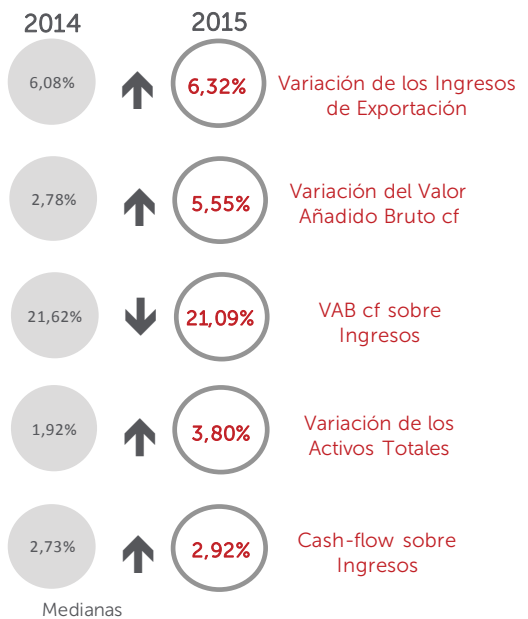 2014 2015
6,08% 6,32% Variación de los Ingresos
de Exportación
2,78% 5,55% Variación del Valor
Añadido Bruto cf
21,62% 21,09% VAB cf sobre
Ingresos
1,92% 3,80% Variación de los
Activos Totales
2,73% 2,92% Cash-flow sobre
Ingresos
Medianas